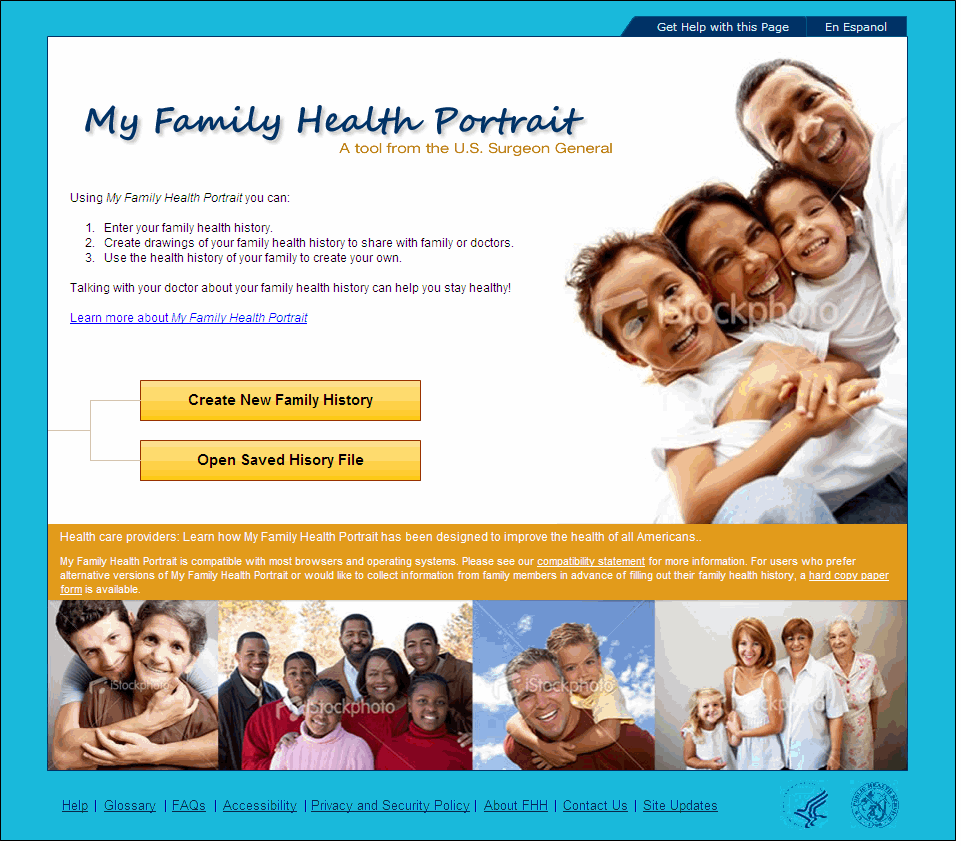 Get Help with this Page
En Espanol
My Family Health Portrait
A tool from the U.S. Surgeon General
Using My Family Health Portrait you can:
1. Enter your family health history.
2. Create drawings of your family health history to share with family or doctors.
3. Use the health history of your family to create your own.
Talking with your doctor about your family health history can help you stay healthy!
Learn more about My Family Health Portrait
iStockphoto
Create New Family History
Open Saved Hisory File
Health care providers: Learn how My Family Health Portrait has been designed to improve the health of all Americans..
My Family Health Portrait is compatible with most browsers and operating systems. Please see our compatibility statement for more information. For users who prefer
alternative versions of My Family Health Portrait or would like to collect information from family members in advance of filling out their family health history, a hard copy paper
form is available.
iStockphoto
iStockphoto
iStockphoto
iStockphoto
Help | Glossary | FAQs | Accessibility | Privacy and Security Policy | About FHH | Contact Us | Site Updates